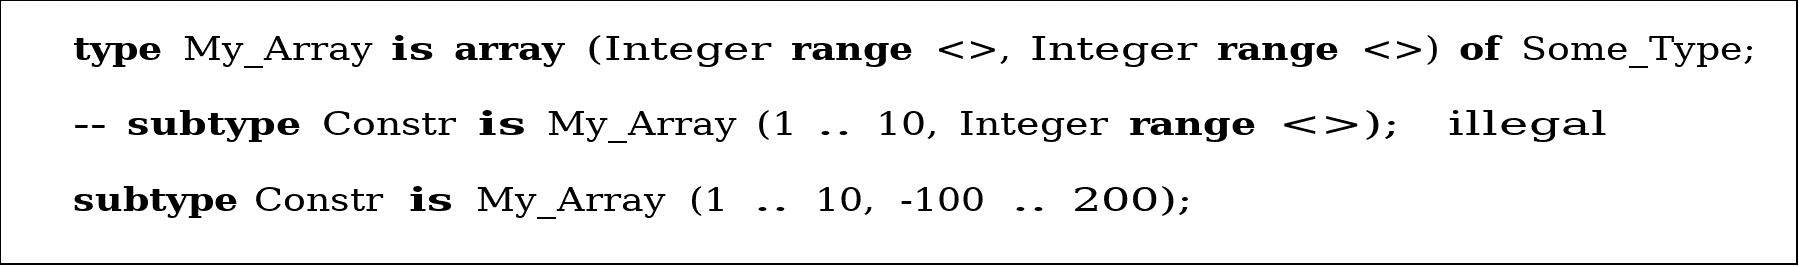 type My_Array is array (Integer range <>, Integer range <>) of Some_Type;
-- subtype Constr is My_Array (1 .. 10, Integer range <>); illegal
subtype Constr is My_Array (1 .. 10, -100 .. 200);